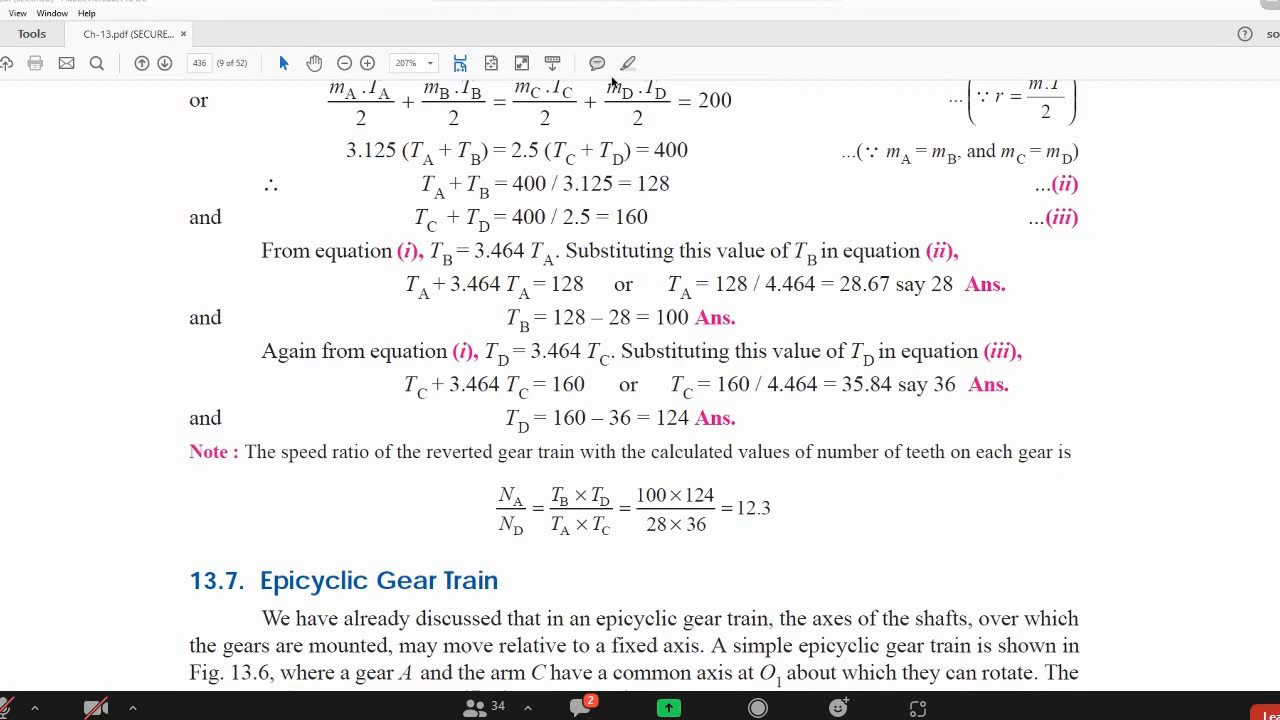 View Window Help
Tools Ch-13.pdf (SECURE... × ?
436 (9 of 52) 207%
or mA .TA / 2 + mB .TB / 2 = mC .TC / 2 + mD .TD / 2 = 200 ... (∵ r = m.T / 2)
3.125 (TA + TB) = 2.5 (TC + TD) = 400 ...(∵ mA = mB, and mC = mD)
∴ TA + TB = 400 / 3.125 = 128 ...(ii)
and TC + TD = 400 / 2.5 = 160 ...(iii)
From equation (i), TB = 3.464 TA. Substituting this value of TB in equation (ii),
TA + 3.464 TA = 128 or TA = 128 / 4.464 = 28.67 say 28 Ans.
and TB = 128 – 28 = 100 Ans.
Again from equation (i), TD = 3.464 TC. Substituting this value of TD in equation (iii),
TC + 3.464 TC = 160 or TC = 160 / 4.464 = 35.84 say 36 Ans.
and TD = 160 – 36 = 124 Ans.
Note : The speed ratio of the reverted gear train with the calculated values of number of teeth on each gear is
NA / ND = TB × TD / TA × TC = 100 × 124 / 28 × 36 = 12.3
13.7. Epicyclic Gear Train
We have already discussed that in an epicyclic gear train, the axes of the shafts, over which
the gears are mounted, may move relative to a fixed axis. A simple epicyclic gear train is shown in
Fig. 13.6, where a gear A and the arm C have a common axis at O1 about which they can rotate. The
34 2